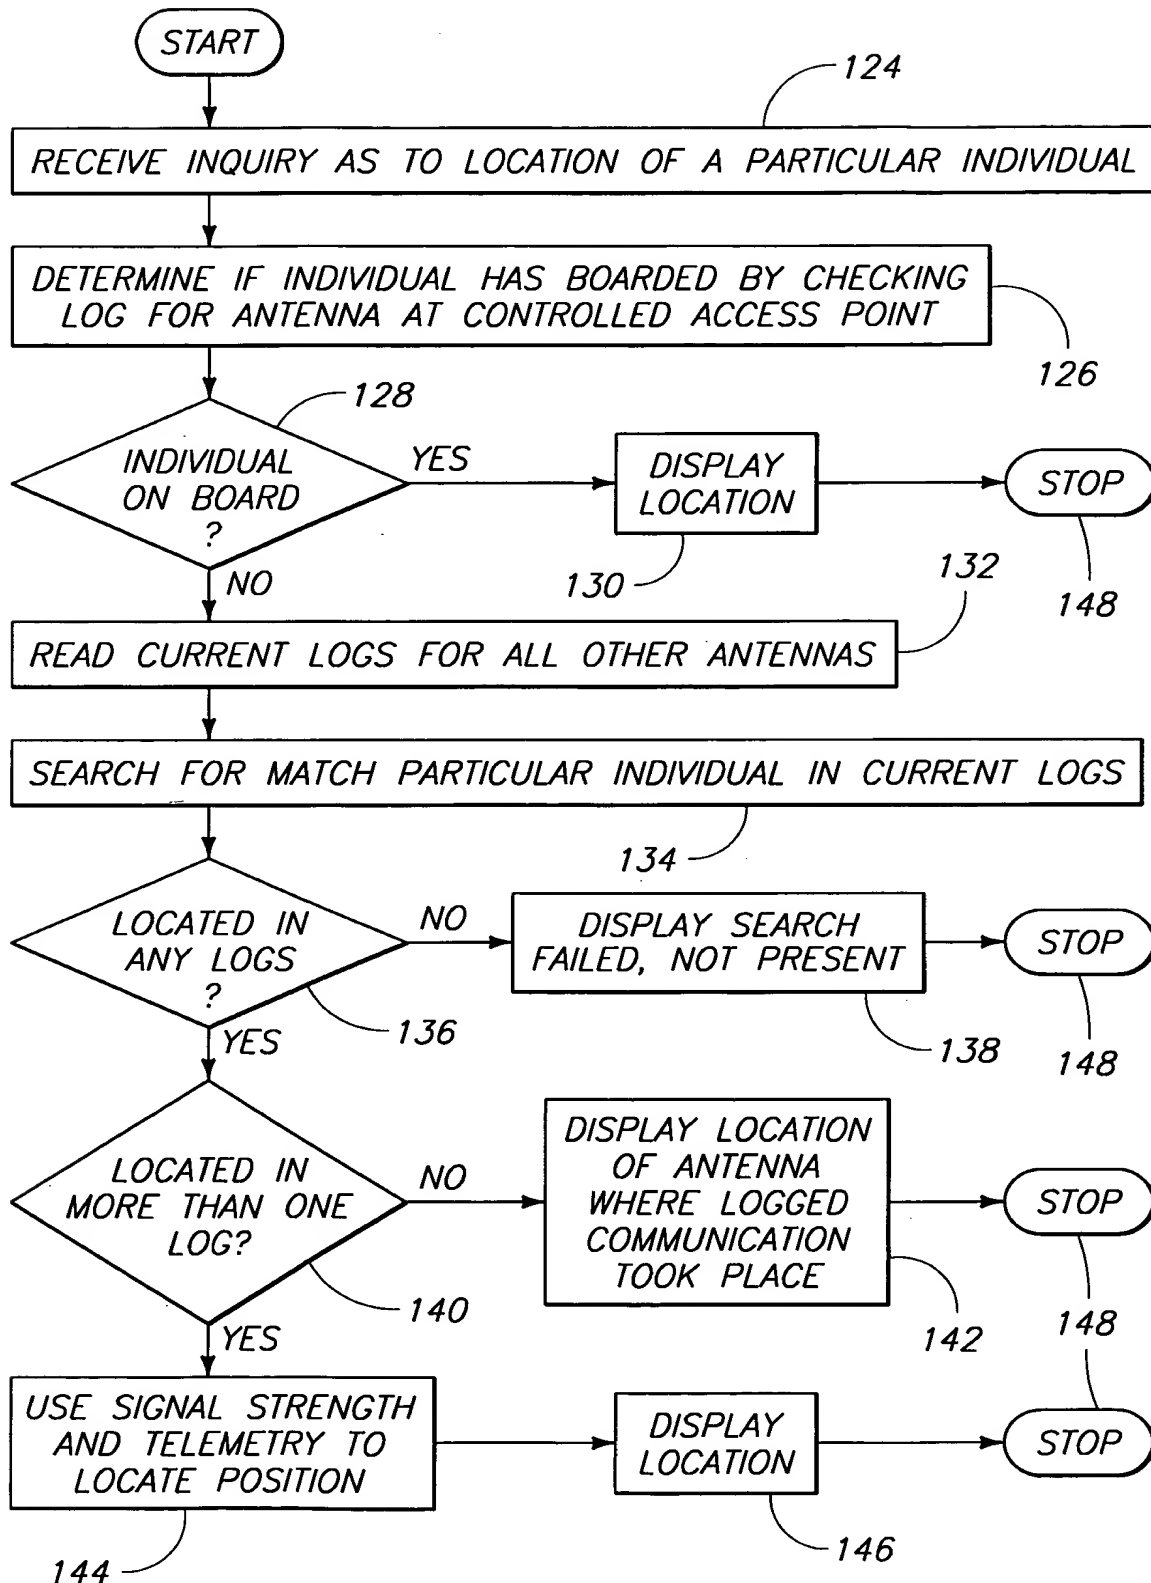 START
124
RECEIVE INQUIRY AS TO LOCATION OF A PARTICULAR INDIVIDUAL
DETERMINE IF INDIVIDUAL HAS BOARDED BY CHECKING
LOG FOR ANTENNA AT CONTROLLED ACCESS POINT
126
128
INDIVIDUAL
ON BOARD
?
YES
DISPLAY
LOCATION
STOP
NO
130
132
148
READ CURRENT LOGS FOR ALL OTHER ANTENNAS
SEARCH FOR MATCH PARTICULAR INDIVIDUAL IN CURRENT LOGS
134
LOCATED IN
ANY LOGS
?
NO
DISPLAY SEARCH
FAILED, NOT PRESENT
STOP
YES
136
138
148
LOCATED IN
MORE THAN ONE
LOG?
NO
DISPLAY LOCATION
OF ANTENNA
WHERE LOGGED
COMMUNICATION
TOOK PLACE
STOP
YES
140
142
148
USE SIGNAL STRENGTH
AND TELEMETRY TO
LOCATE POSITION
DISPLAY
LOCATION
STOP
144
146